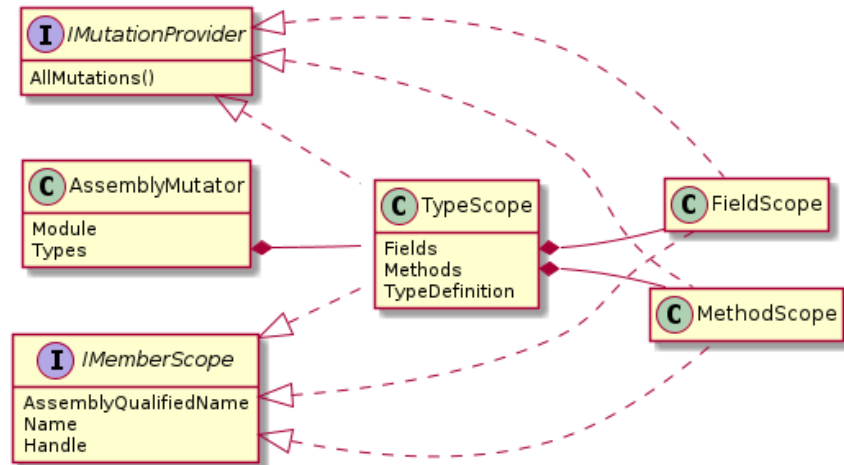 I IMutationProvider
AllMutations()
C AssemblyMutator
Module
Types
I IMemberScope
AssemblyQualifiedName
Name
Handle
C TypeScope
Fields
Methods
TypeDefinition
C FieldScope
C MethodScope